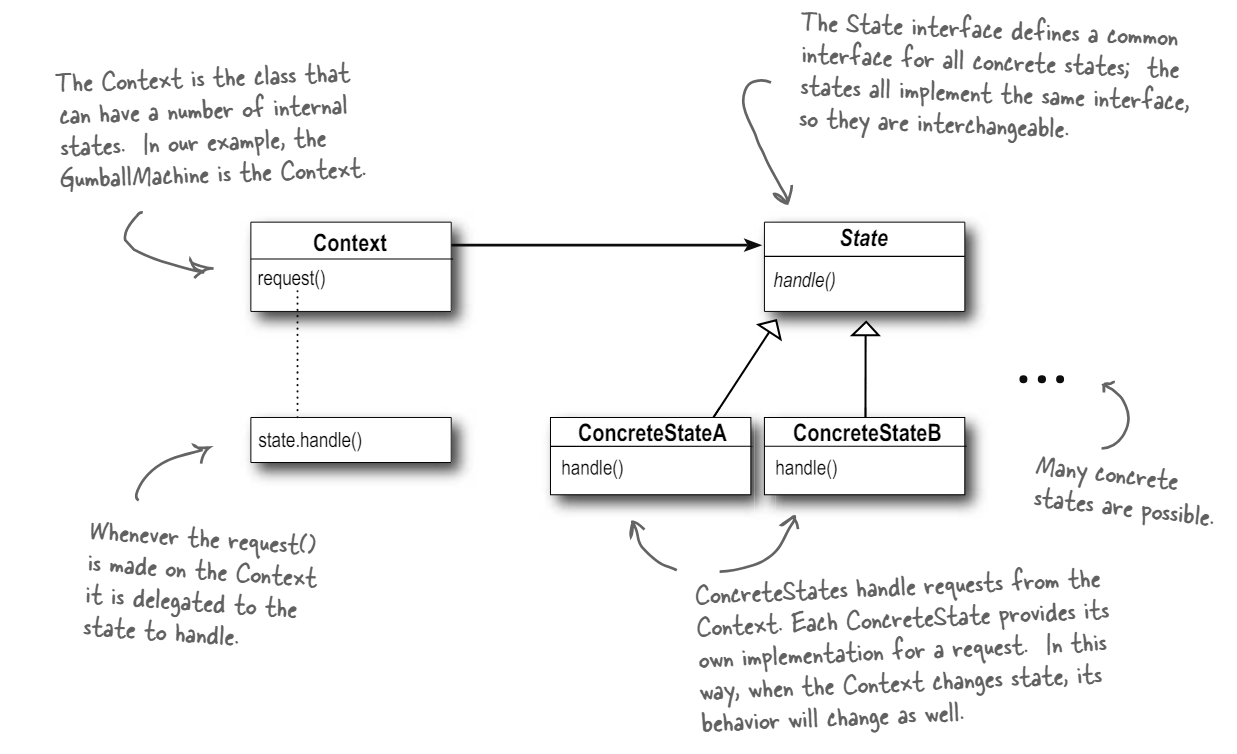 The State interface defines a common
interface for all concrete states; the
states all implement the same interface,
so they are interchangeable.
The Context is the class that
can have a number of internal
states. In our example, the
GumballMachine is the Context.
Context
request()
State
handle()
state.handle()
ConcreteStateA
handle()
ConcreteStateB
handle()
Many concrete
states are possible.
Whenever the request()
is made on the Context
it is delegated to the
state to handle.
ConcreteStates handle requests from the
Context. Each ConcreteState provides its
own implementation for a request. In this
way, when the Context changes state, its
behavior will change as well.